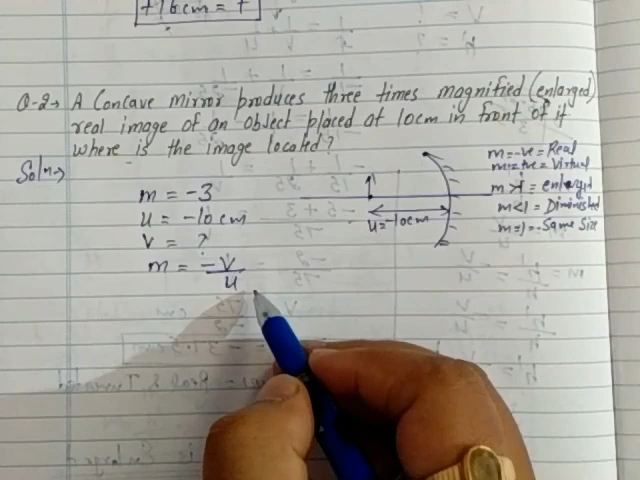 +16cm = f
Q-2→ A Concave mirror produces three times magnified (enlarged)
real image of an object placed at 10cm in front of it
where is the image located?
Soln→
m = -3
u = -10cm
v = ?
m = -v/u
u = -10cm
m = -ve = Real
m = +ve = Virtual
m>1 = enlarged
m<1 = Diminished
m=1 = Same Size